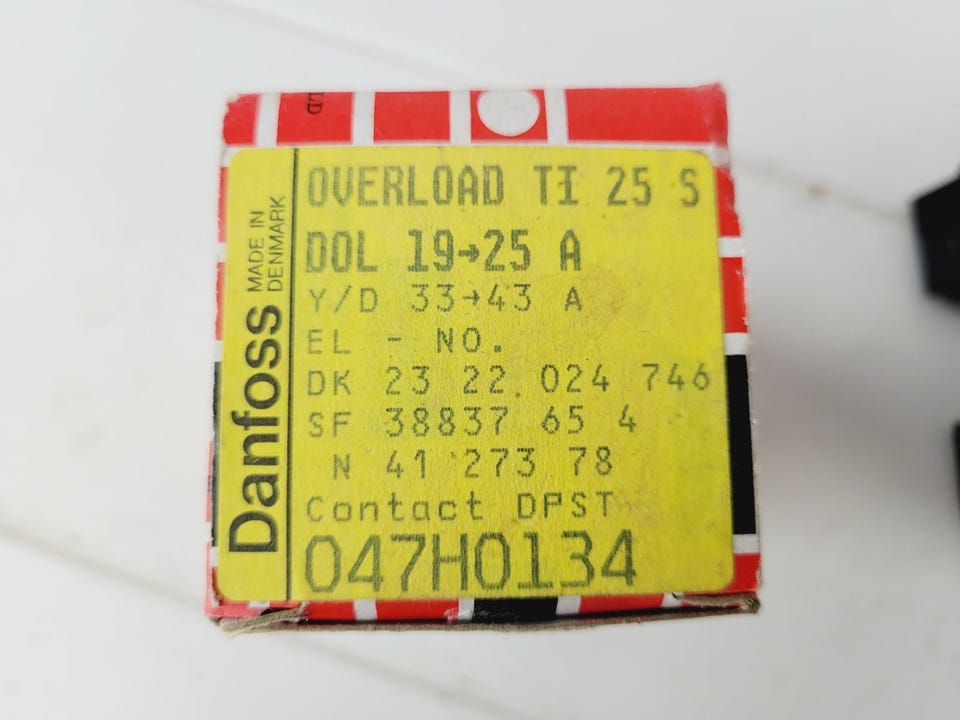 LD
OVERLOAD TI 25 S
DOL 19→25 A
Y/D 33→43 A
EL - NO.
DK 23 22 024 746
SF 38837 65 4
N 41 273 78
Contact DPST
047H0134
Danfoss
MADE IN
DENMARK